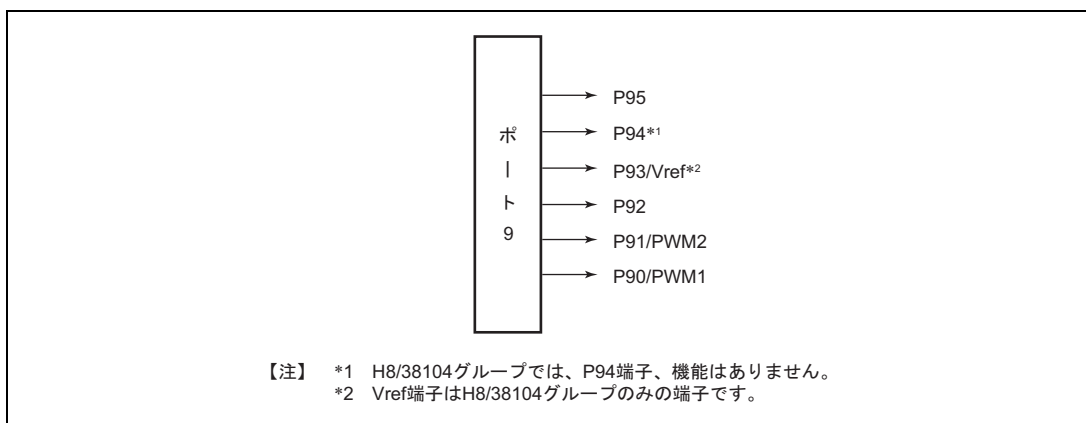 ポート9
P95
P94*1
P93/Vref*2
P92
P91/PWM2
P90/PWM1
【注】 *1 H8/38104グループでは、P94端子、機能はありません。
*2 Vref端子はH8/38104グループのみの端子です。